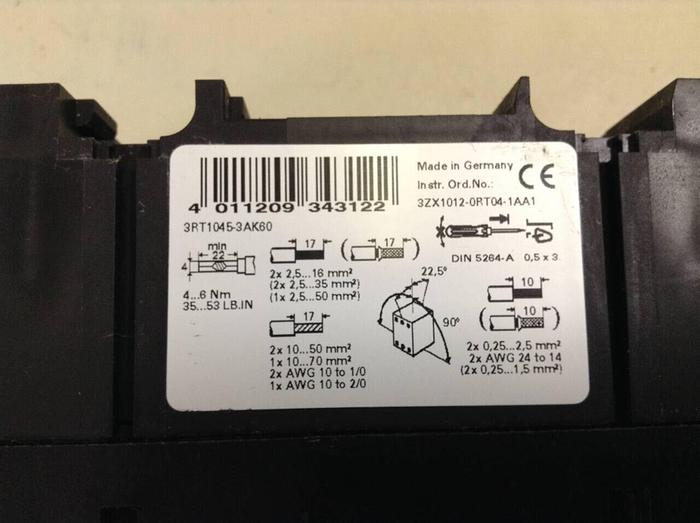 4 011209 343122
3RT1045-3AK60
Made in Germany
Instr. Ord.No.:
CE
3ZX1012-0RT04-1AA1
DIN 5264-A 0,5 x 3
min
22
4
4...6 Nm
35...53 LB.IN
17 ( 17 )
2x 2,5...16 mm²
(2x 2,5...35 mm²)
(1x 2,5...50 mm²)
17
2x 10...50 mm²
1x 10...70 mm²
2x AWG 10 to 1/0
1x AWG 10 to 2/0
22,5°
90°
10
( 10 )
2x 0,25...2,5 mm²
2x AWG 24 to 14
(2x 0,25...1,5 mm²)